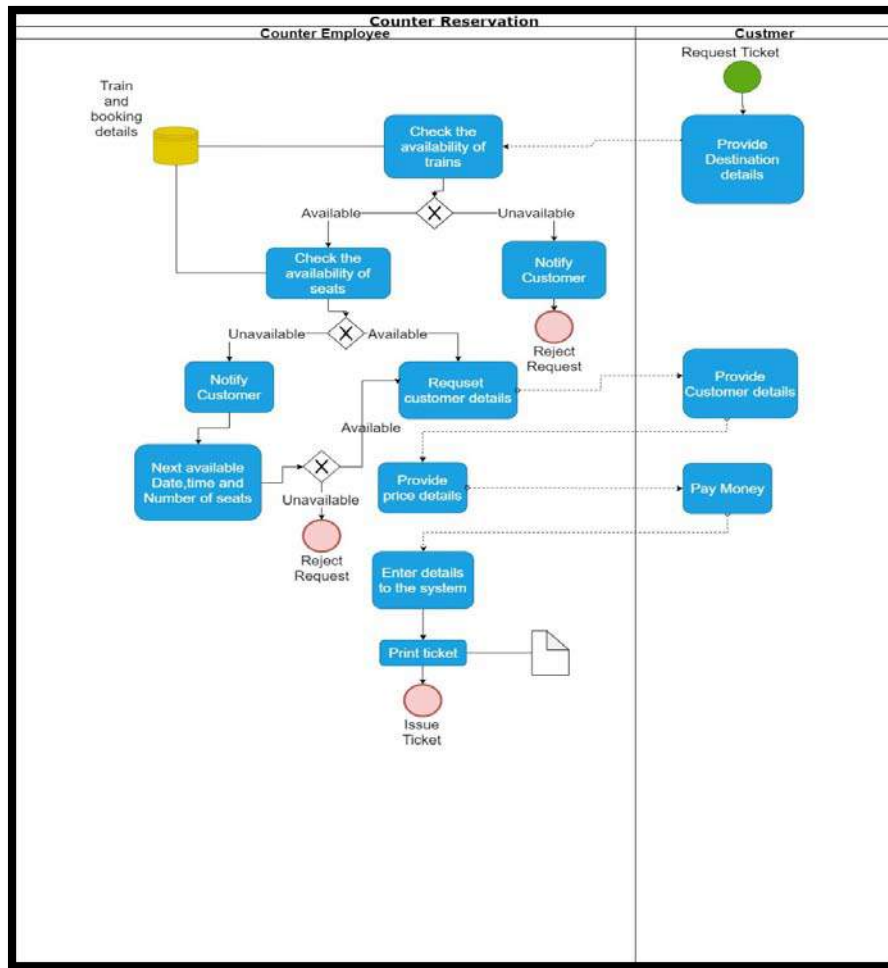 Counter Reservation
Counter Employee
Custmer
Request Ticket
Train
and
booking
details
Check the
availability of
trains
Provide
Destination
details
Available
Unavailable
Check the
availability of
seats
Notify
Customer
Unavailable
Available
Reject
Request
Notify
Customer
Requset
customer details
Provide
Customer details
Available
Next available
Date,time and
Number of seats
Unavailable
Provide
price details
Pay Money
Reject
Request
Enter details
to the system
Print ticket
Issue
Ticket